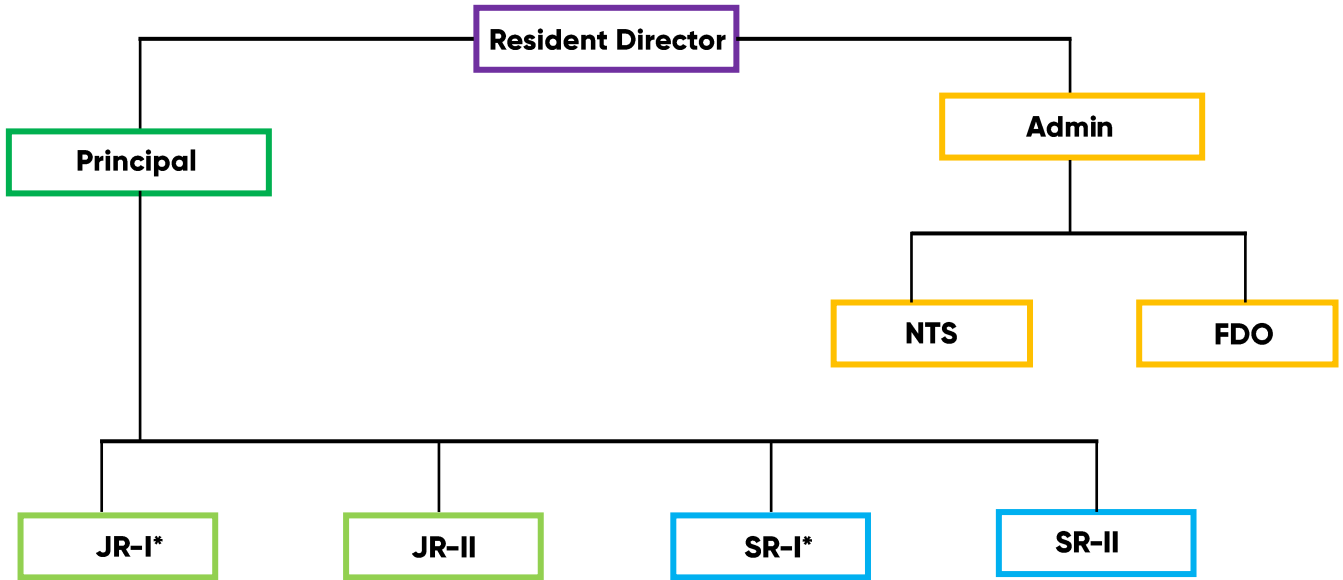 Resident Director
Admin
Principal
NTS
FDO
JR-I*
JR-II
SR-I*
SR-II